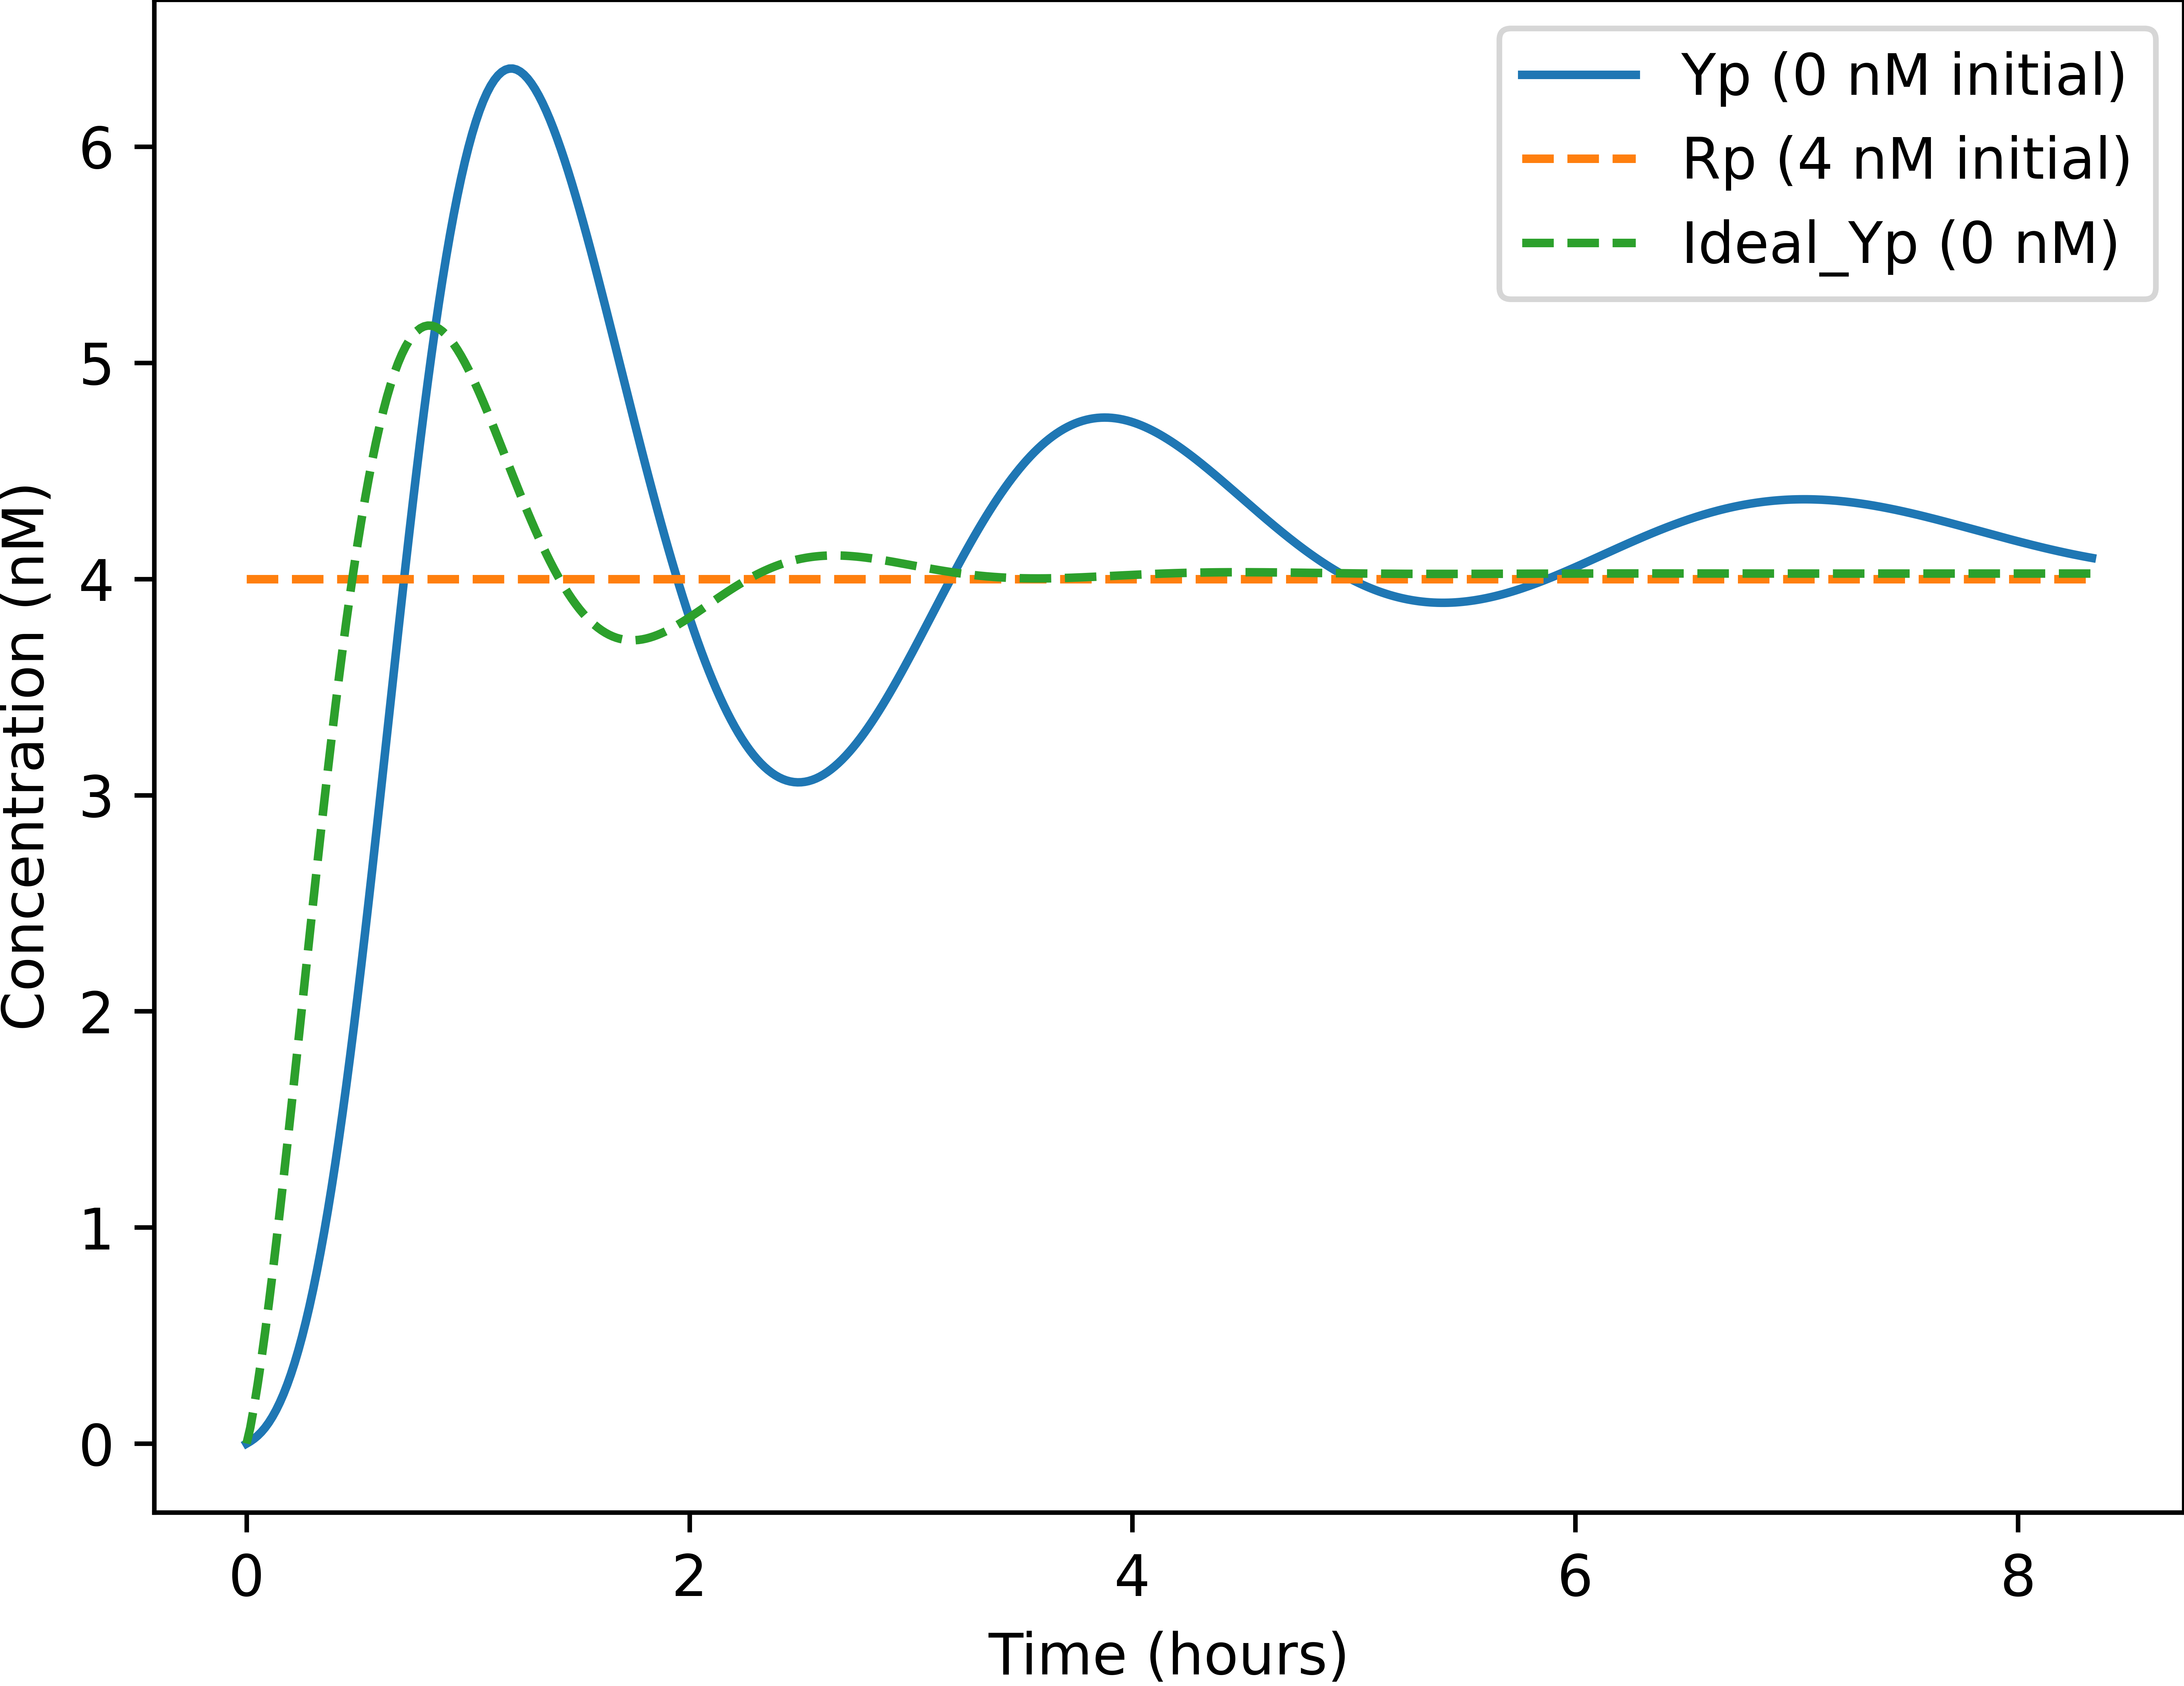 Yp (0 nM initial)
Rp (4 nM initial)
Ideal_Yp (0 nM)
Concentration (nM)
6
5
4
3
2
1
0
0 2 4 6 8
Time (hours)